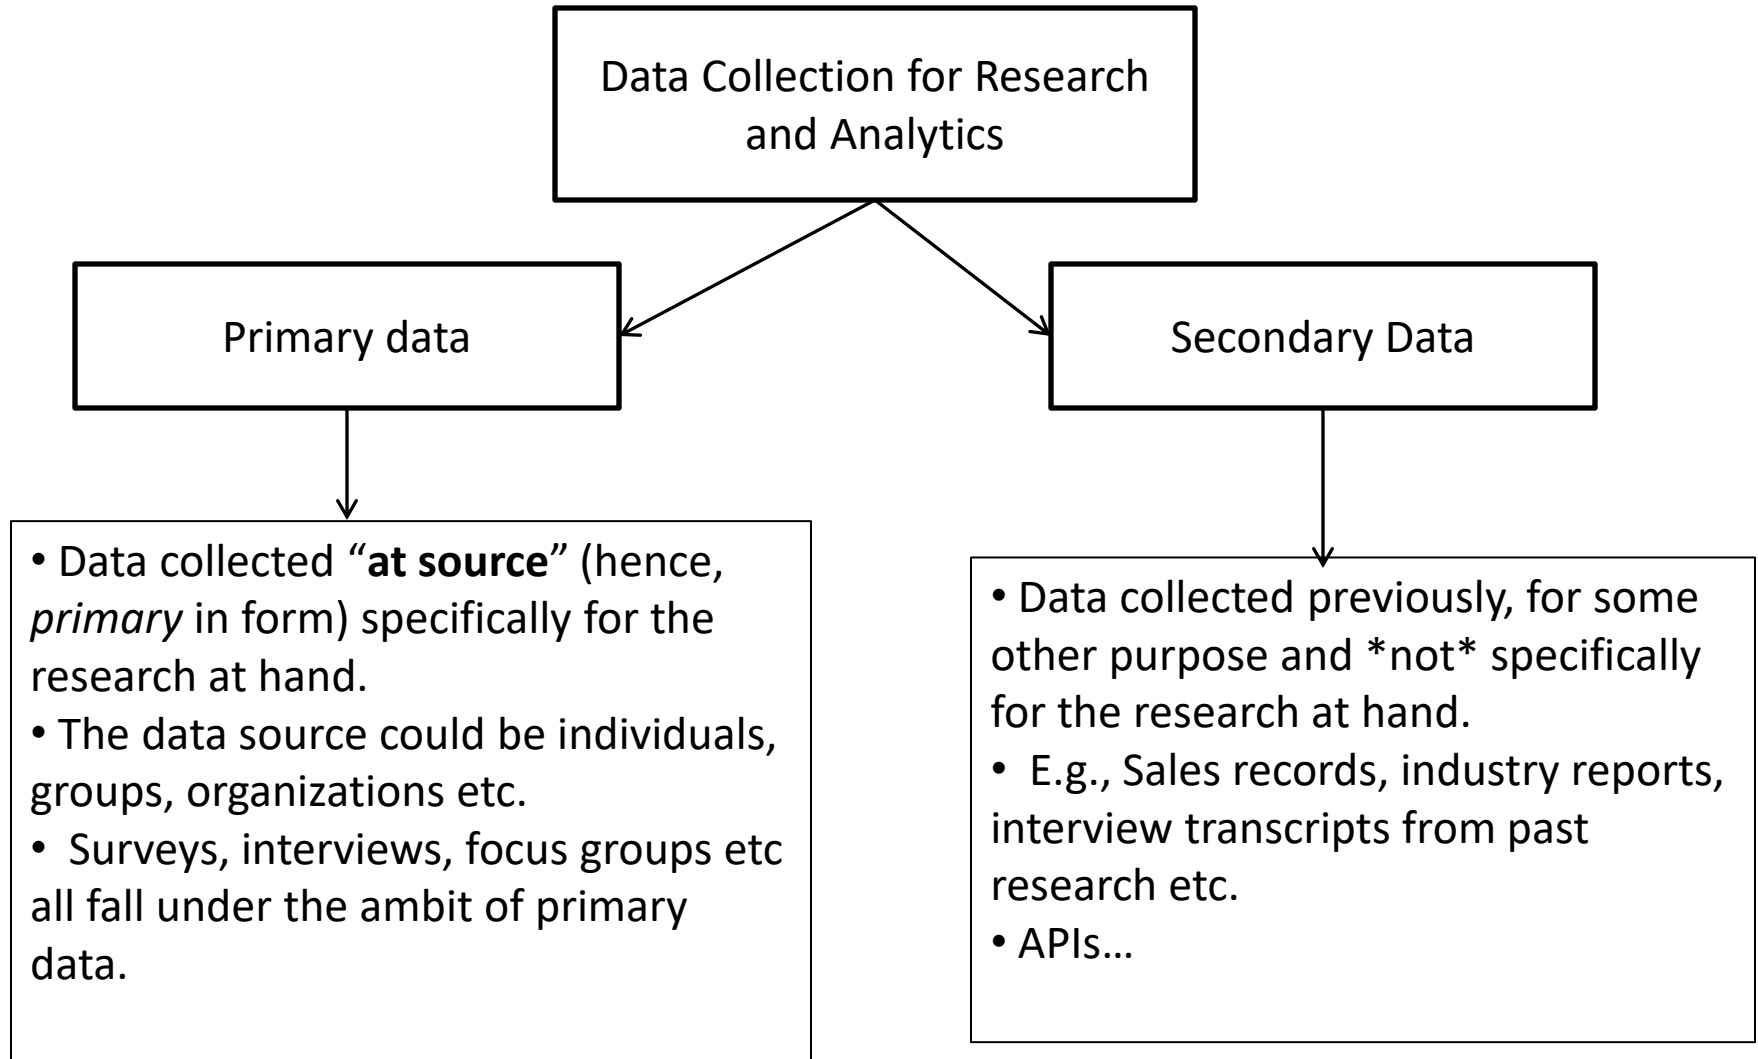 Data Collection for Research
and Analytics
Primary data
Secondary Data
• Data collected “at source” (hence,
primary in form) specifically for the
research at hand.
• The data source could be individuals,
groups, organizations etc.
• Surveys, interviews, focus groups etc
all fall under the ambit of primary
data.
• Data collected previously, for some
other purpose and *not* specifically
for the research at hand.
• E.g., Sales records, industry reports,
interview transcripts from past
research etc.
• APIs…